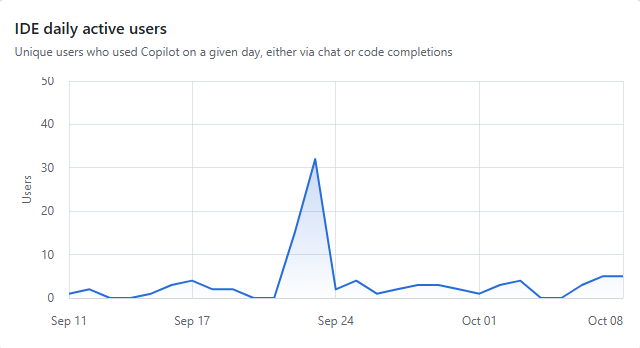 IDE daily active users
Unique users who used Copilot on a given day, either via chat or code completions
50
40
30
20
10
0
Users
Sep 11 Sep 17 Sep 24 Oct 01 Oct 08